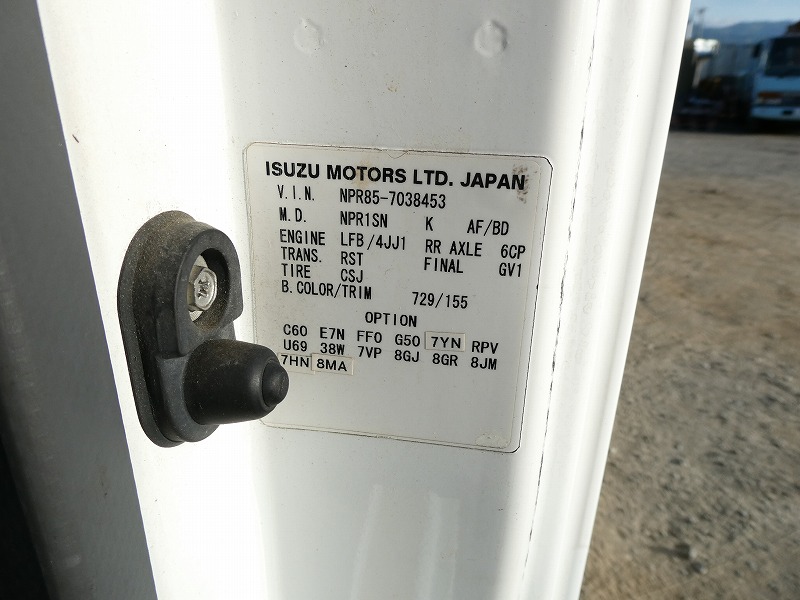 ISUZU MOTORS LTD. JAPAN
V.I.N. NPR85-7038453
M.D. NPR1SN K AF/BD
ENGINE LFB/4JJ1 RR AXLE 6CP
TRANS. RST FINAL GV1
TIRE CSJ
B.COLOR/TRIM 729/155
OPTION
C60 E7N FF0 G50 7YN RPV
U69 38W 7VP 8GJ 8GR 8JM
7HN 8MA